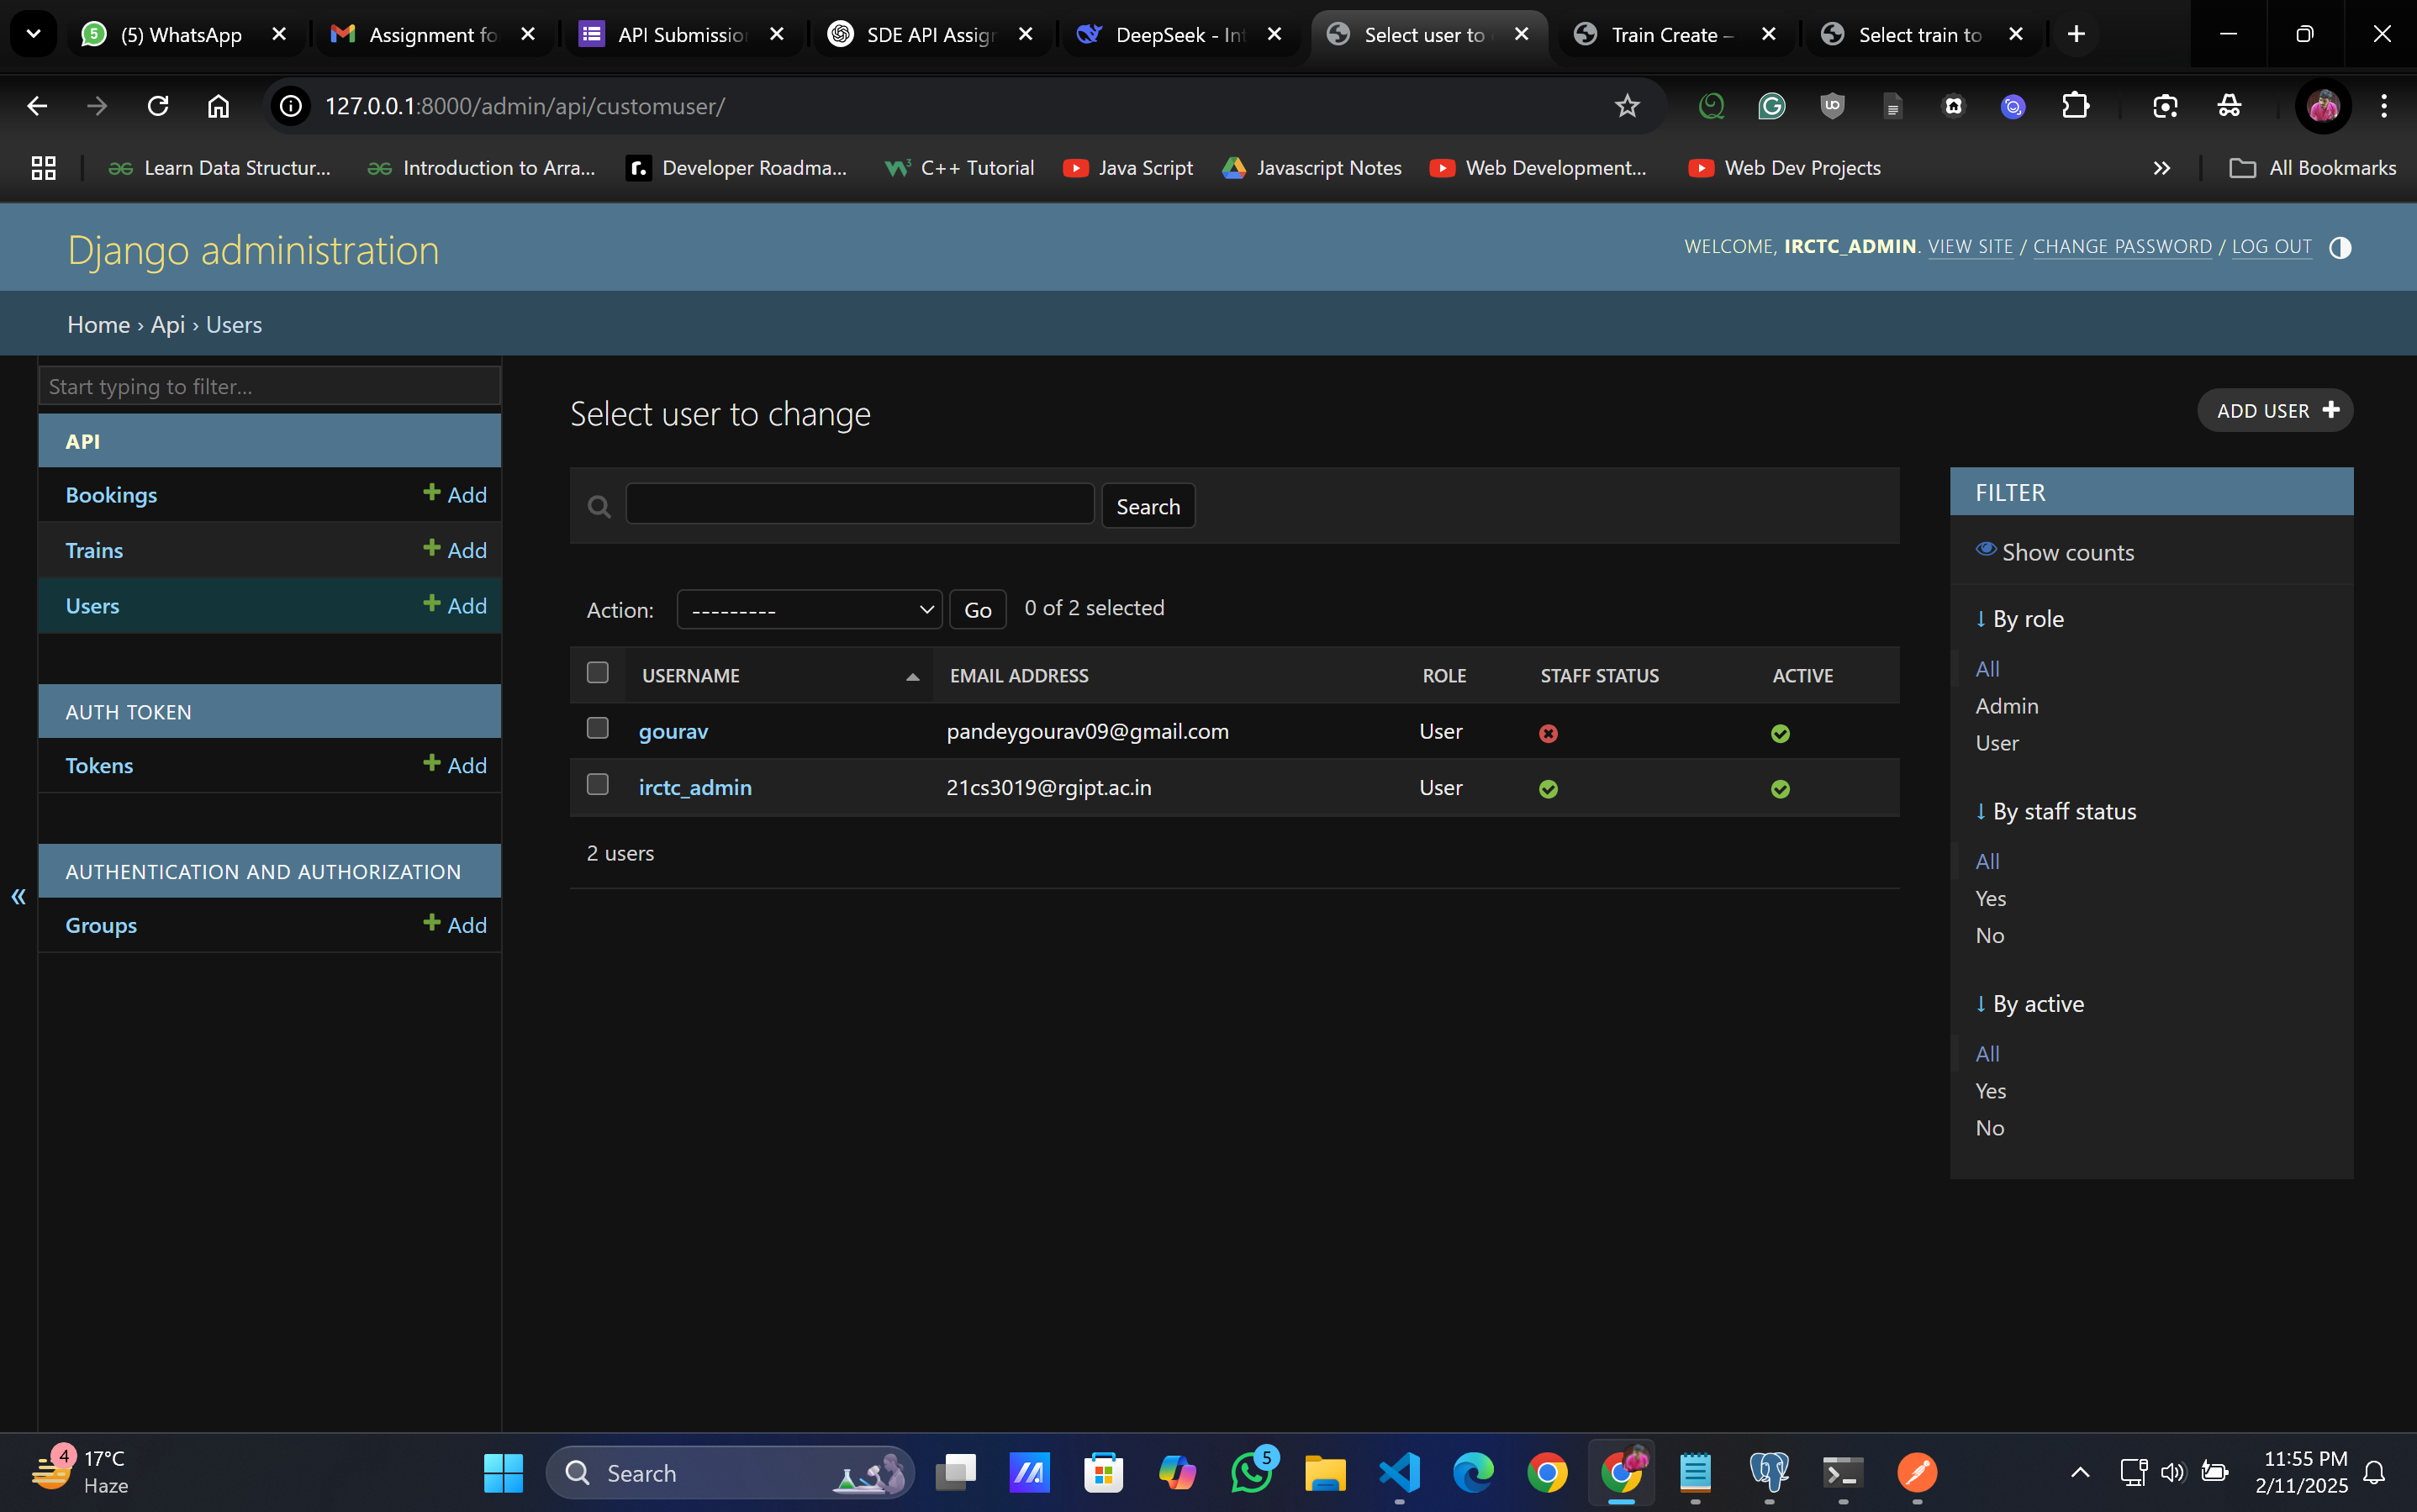 (5) WhatsApp
Assignment fo
API Submission
SDE API Assign
DeepSeek - Int
Select user to
Train Create –
Select train to
127.0.0.1:8000/admin/api/customuser/
Learn Data Structur...
Introduction to Arra...
Developer Roadma...
C++ Tutorial
Java Script
Javascript Notes
Web Development...
Web Dev Projects
All Bookmarks
Django administration
WELCOME, IRCTC_ADMIN. VIEW SITE / CHANGE PASSWORD / LOG OUT
Home › Api › Users
Start typing to filter...
API
Bookings + Add
Trains + Add
Users + Add
AUTH TOKEN
Tokens + Add
AUTHENTICATION AND AUTHORIZATION
Groups + Add
«
Select user to change
ADD USER +
Search
Action: --------- Go 0 of 2 selected
USERNAME EMAIL ADDRESS ROLE STAFF STATUS ACTIVE
gourav pandeygourav09@gmail.com User
irctc_admin 21cs3019@rgipt.ac.in User
2 users
FILTER
Show counts
↓ By role
All
Admin
User
↓ By staff status
All
Yes
No
↓ By active
All
Yes
No
4
17°C
Haze
Search
5
11:55 PM
2/11/2025